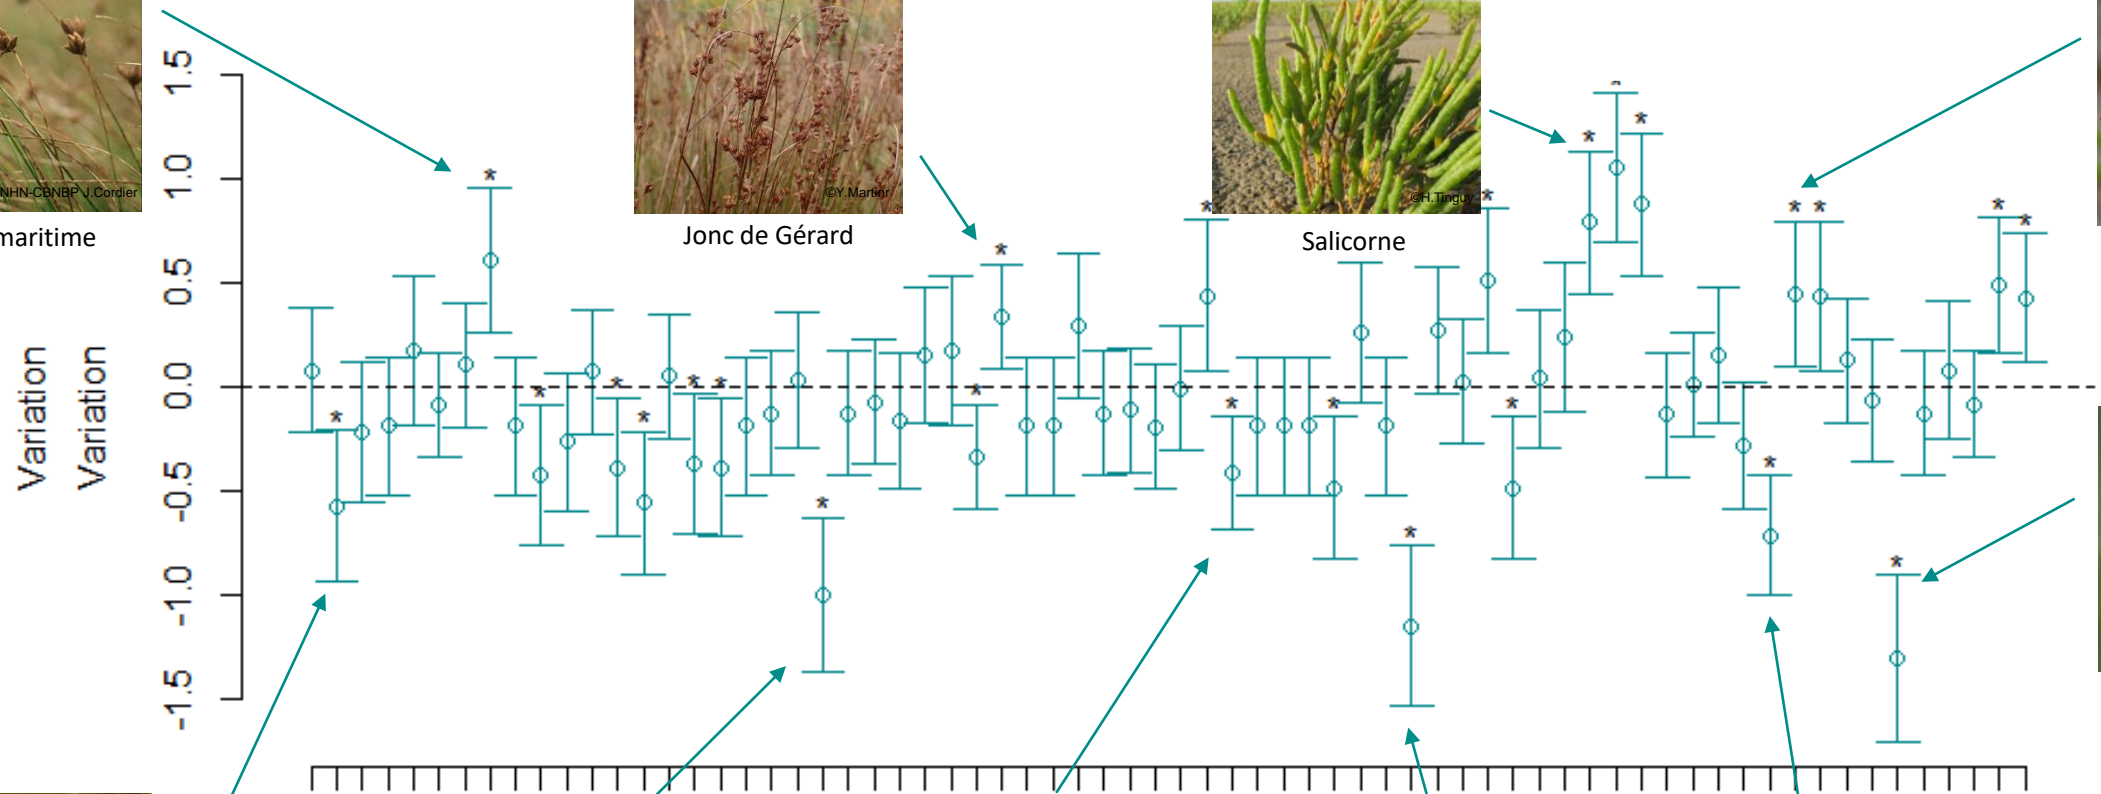 NHN-CBNBP J.Cordier
©Y.Martinr
©H.Tinguy
maritime
Jonc de Gérard
Salicorne
Variation
Variation
1.5
1.0
0.5
0.0
-0.5
-1.0
-1.5